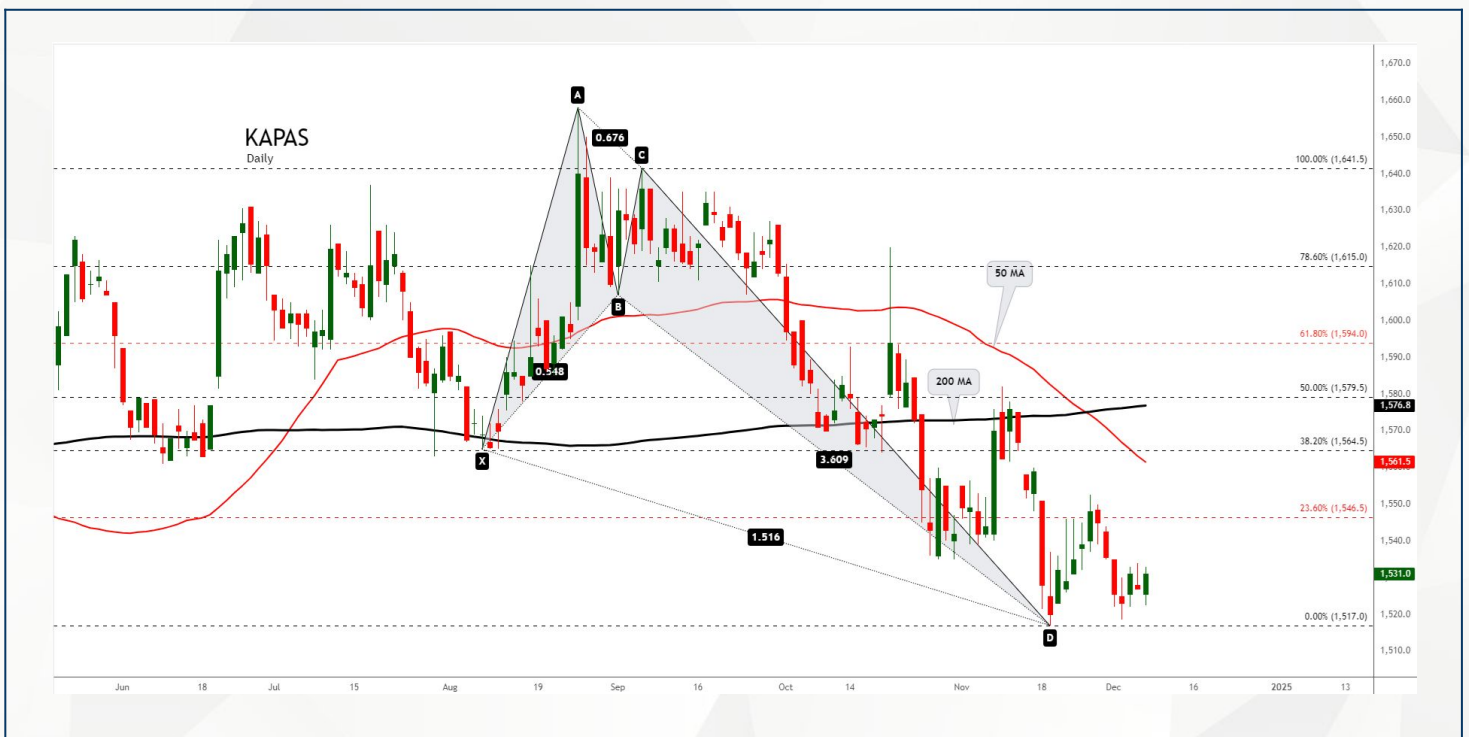 KAPAS
Daily
A
0.676
C
B
0.548
X
3.609
1.516
D
50 MA
200 MA
100.00% (1,641.5)
78.60% (1,615.0)
61.80% (1,594.0)
50.00% (1,579.5)
38.20% (1,564.5)
23.60% (1,546.5)
0.00% (1,517.0)
1,670.0
1,660.0
1,650.0
1,640.0
1,630.0
1,620.0
1,610.0
1,600.0
1,590.0
1,580.0
1,576.8
1,570.0
1,561.5
1,550.0
1,540.0
1,531.0
1,520.0
1,510.0
Jun 18 Jul 15 Aug 19 Sep 16 Oct 14 Nov 18 Dec 16 2025 13